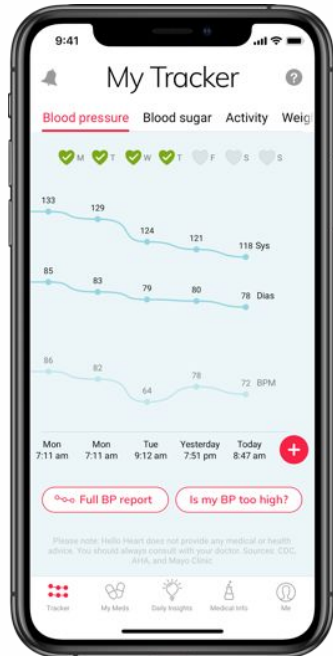 9:41
My Tracker
?
Blood pressure Blood sugar Activity Weig
M T W T F S S
133 129 124 121 118 Sys
85 83 79 80 78 Dias
86 82 64 78 72 BPM
Mon Mon Tue Yesterday Today
7:11 am 7:11 am 9:12 am 7:51 pm 8:47 am
+
Full BP report Is my BP too high?
Please note: Hello Heart does not provide any medical or health
advice. You should always consult with your doctor. Sources: CDC,
AHA, and Mayo Clinic
Tracker My Meds Daily Insights Medical Info Me